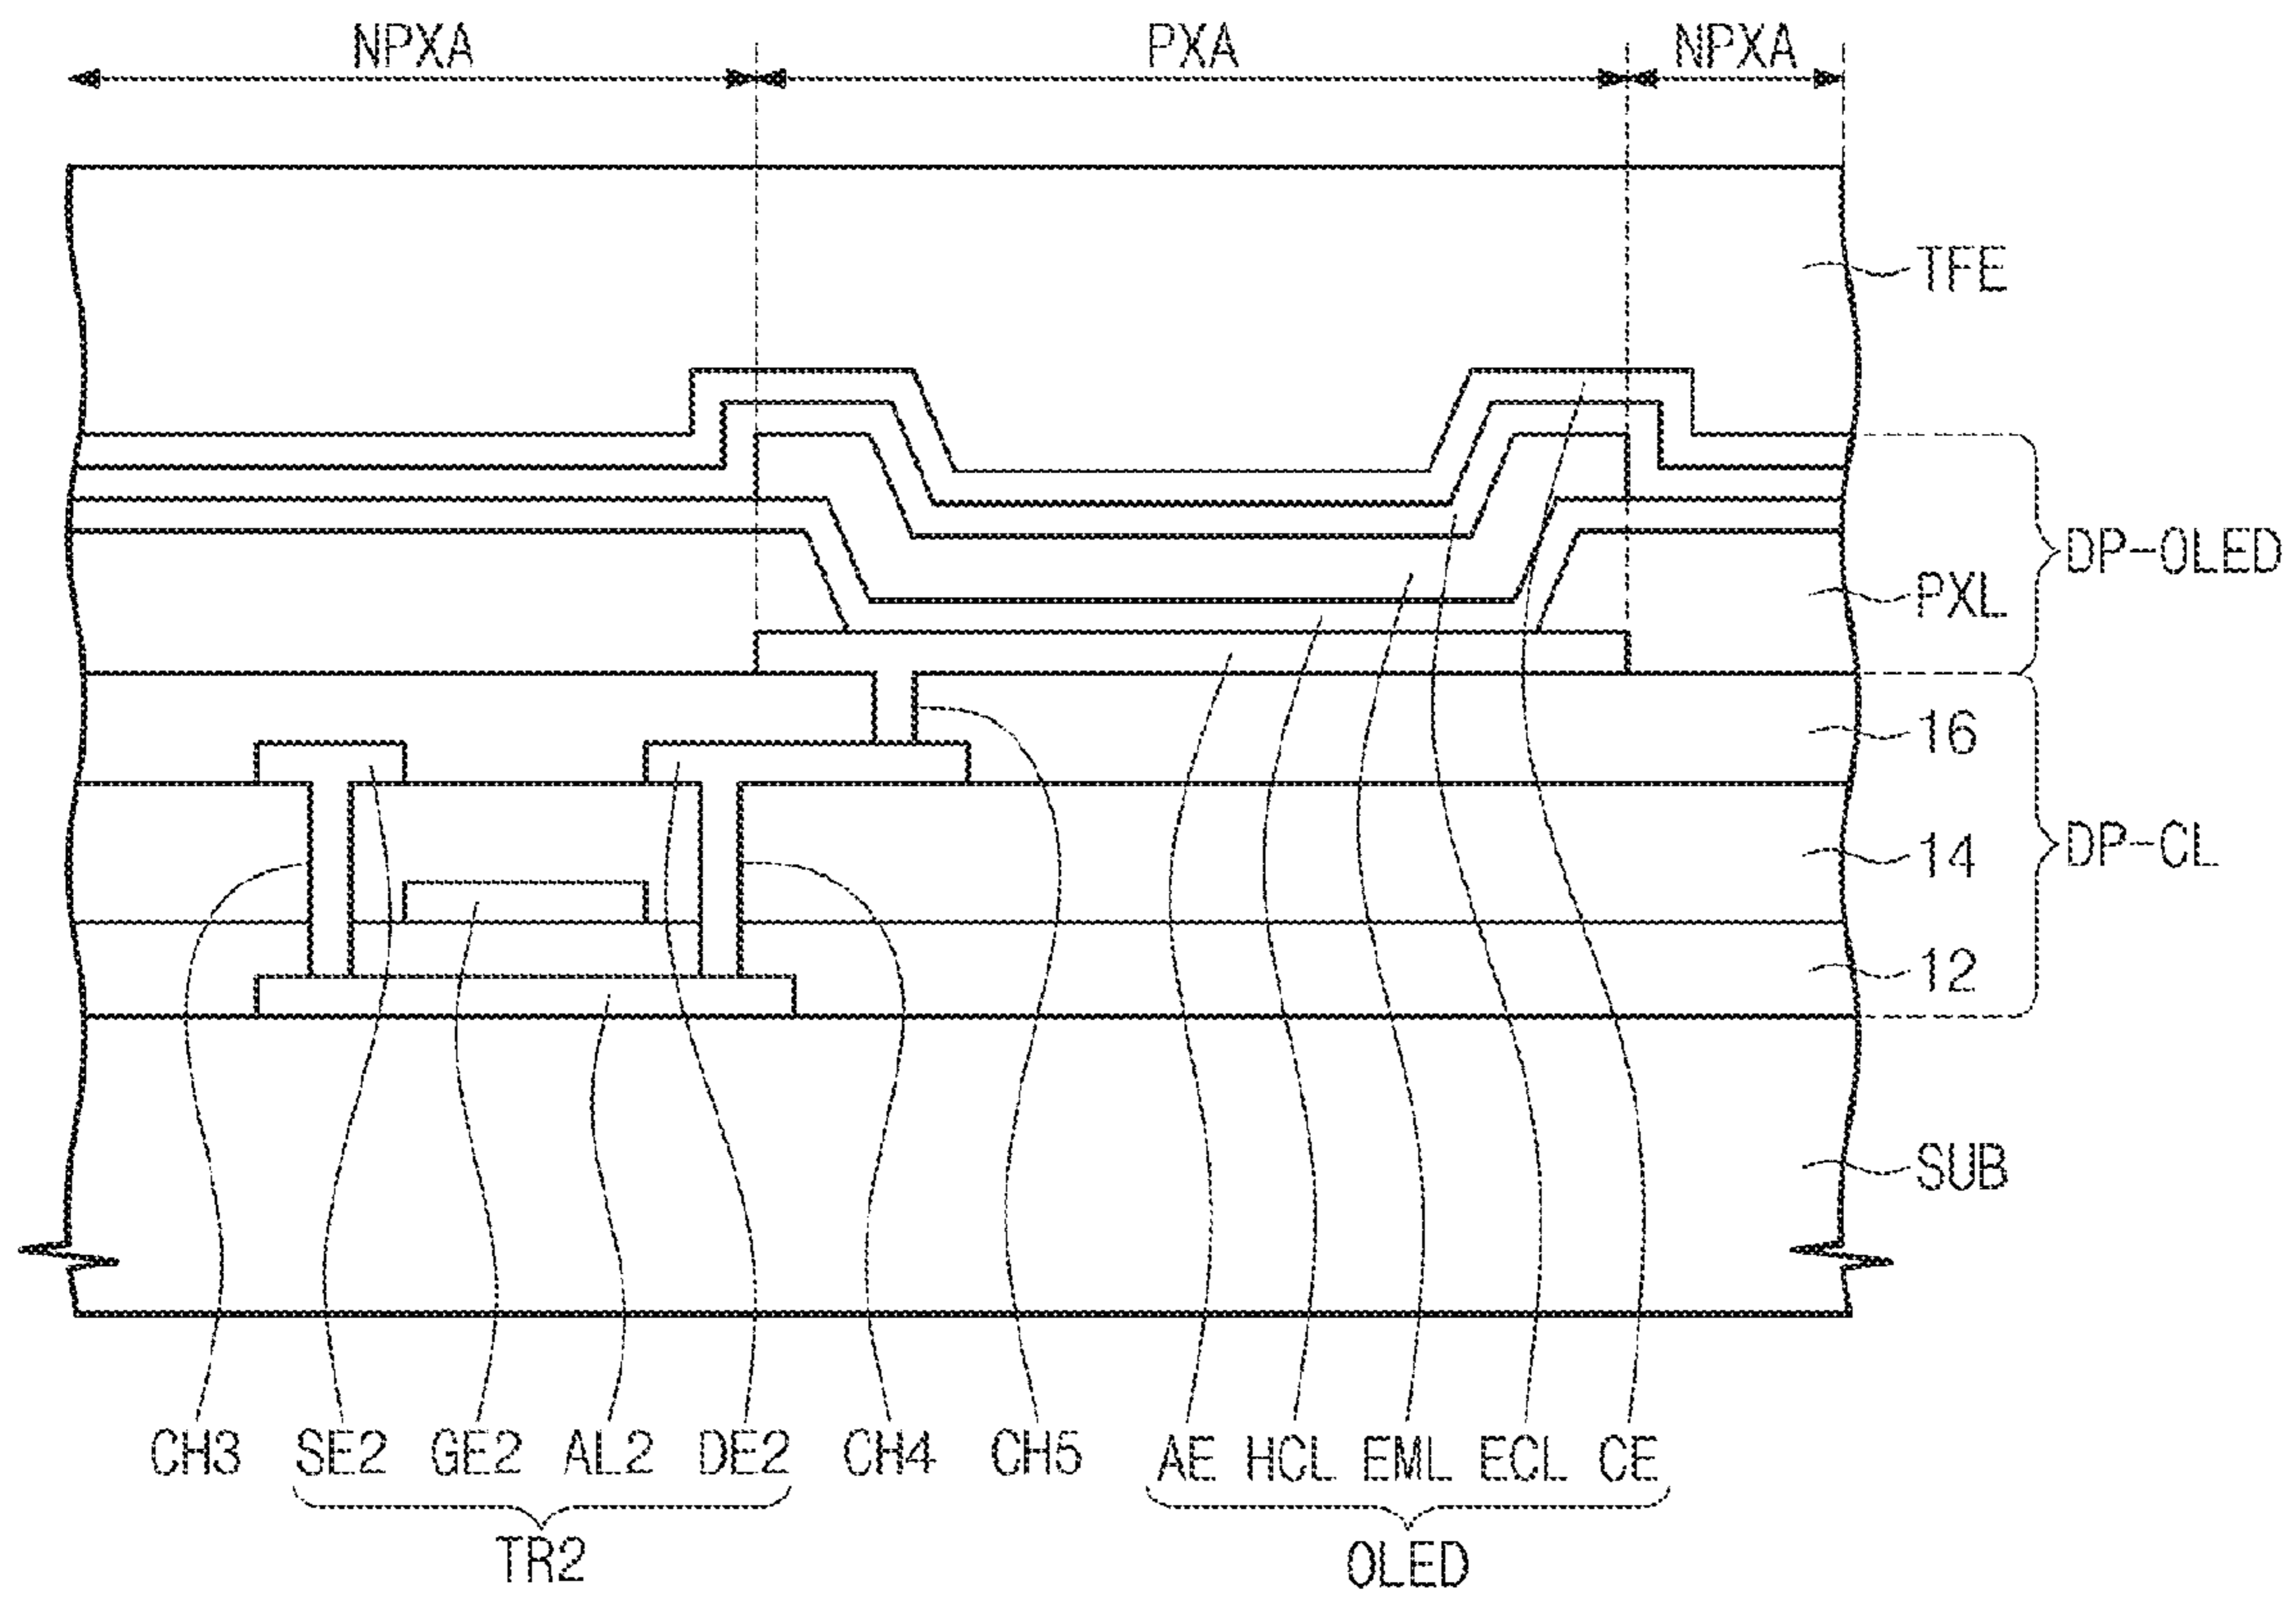 NPXA PXA NPXA
TFE
DP-OLED
PXL
16
14
DP-CL
12
SUB
CH3 SE2 GE2 AL2 DE2 CH4 CH5 AE HCL EML ECL CE
TR2 OLED